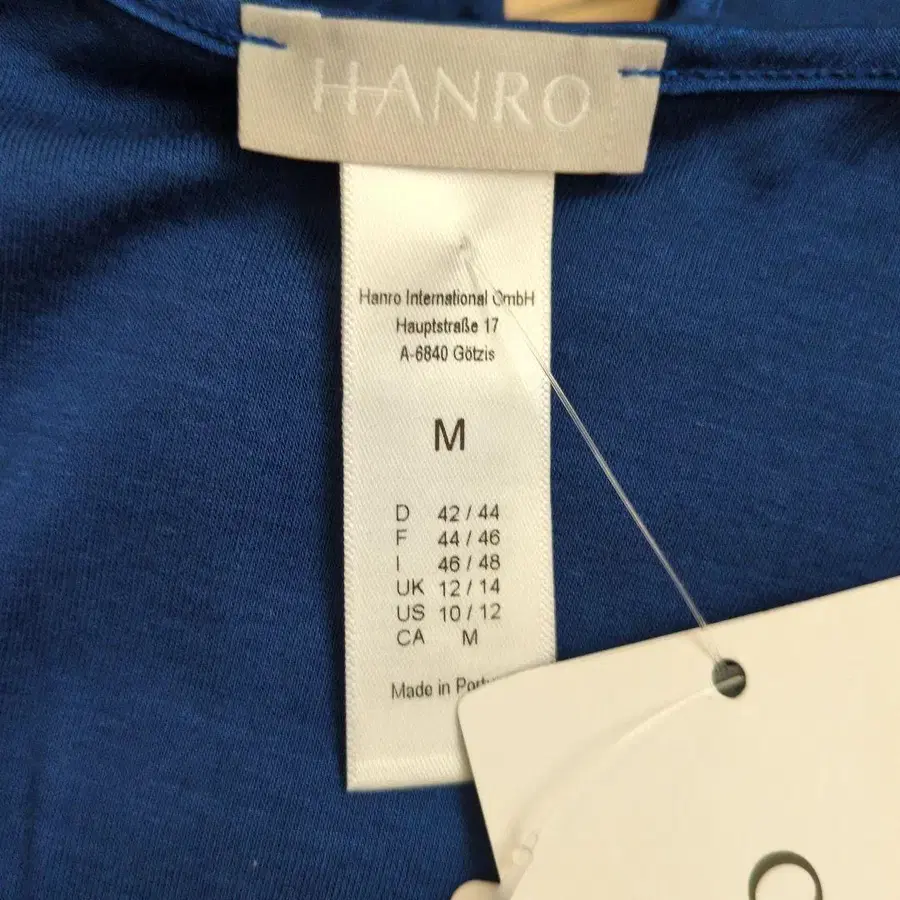 HANRO
Hanro International GmbH
Hauptstraße 17
A-6840 Götzis
M
D 42 / 44
F 44 / 46
I 46 / 48
UK 12 / 14
US 10 / 12
CA M
Made in